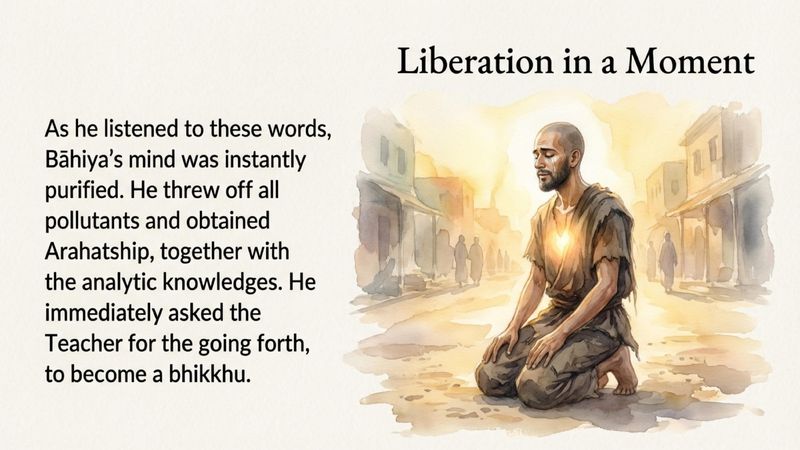 Liberation in a Moment
As he listened to these words,
Bāhiya’s mind was instantly
purified. He threw off all
pollutants and obtained
Arahatship, together with
the analytic knowledges. He
immediately asked the
Teacher for the going forth,
to become a bhikkhu.